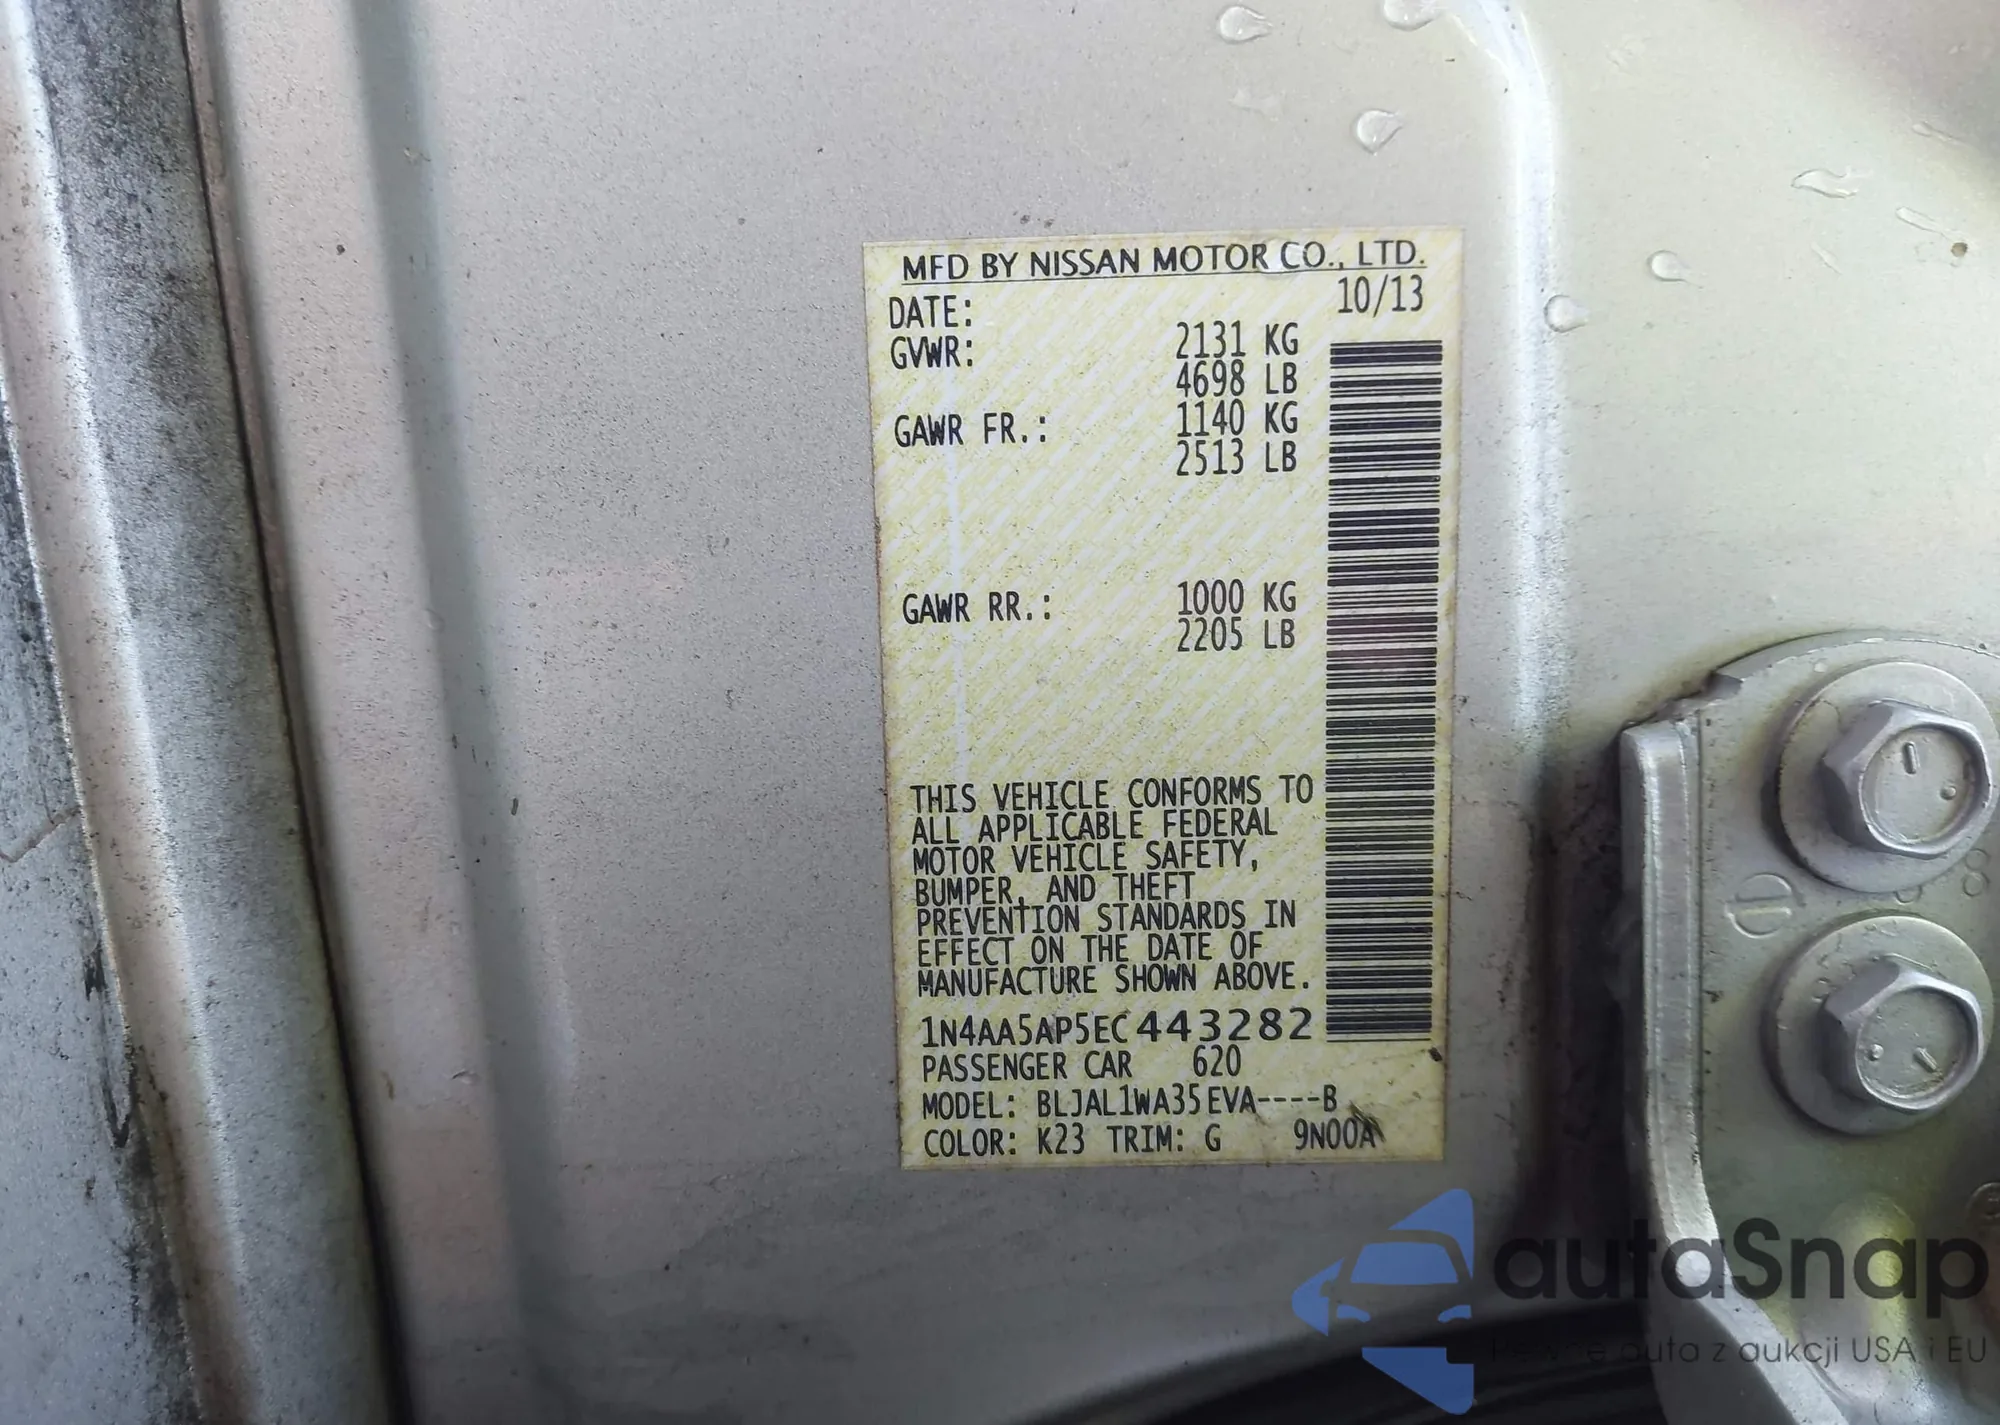 MFD BY NISSAN MOTOR CO., LTD.
DATE: 10/13
GVWR: 2131 KG
4698 LB
GAWR FR.: 1140 KG
2513 LB
GAWR RR.: 1000 KG
2205 LB
THIS VEHICLE CONFORMS TO
ALL APPLICABLE FEDERAL
MOTOR VEHICLE SAFETY,
BUMPER, AND THEFT
PREVENTION STANDARDS IN
EFFECT ON THE DATE OF
MANUFACTURE SHOWN ABOVE.
1N4AA5AP5EC443282
PASSENGER CAR 620
MODEL: BLJAL1WA35EVA----B
COLOR: K23 TRIM: G 9N00A
8
autaSnap
auta z aukcji USA i EU